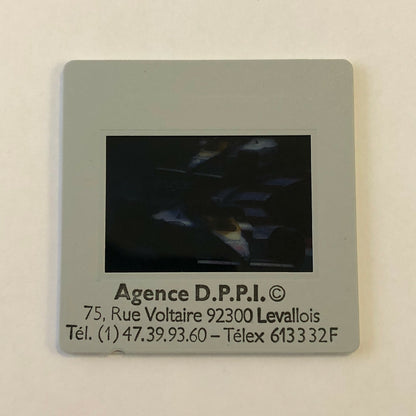 Agence D.P.P.I.©
75, Rue Voltaire 92300 Levallois
Tél. (1) 47.39.93.60 – Télex 613332F